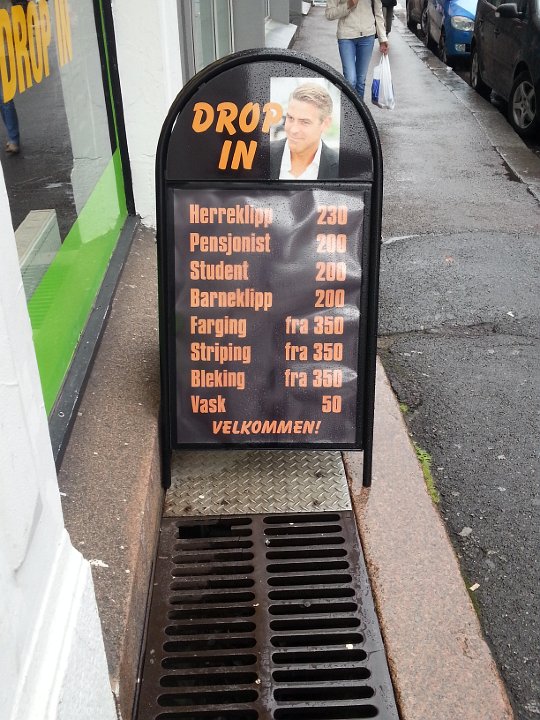 DROP IN
DROP
IN
Herreklipp 230
Pensjonist 200
Student 200
Barneklipp 200
Farging fra 350
Striping fra 350
Bleking fra 350
Vask 50
VELKOMMEN!